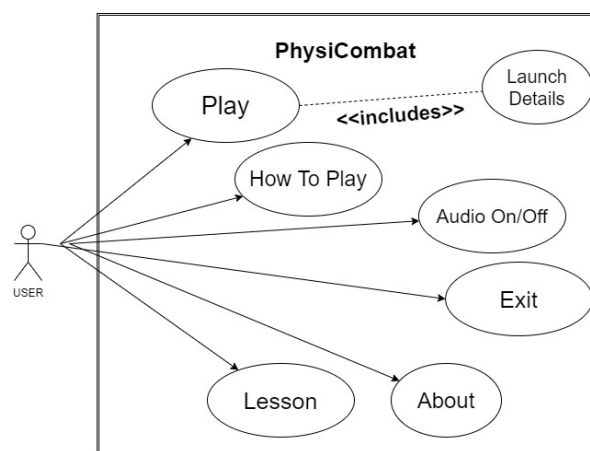 PhysiCombat
Launch
Details
Play
<<includes>>
How To Play
Audio On/Off
USER
Exit
Lesson
About